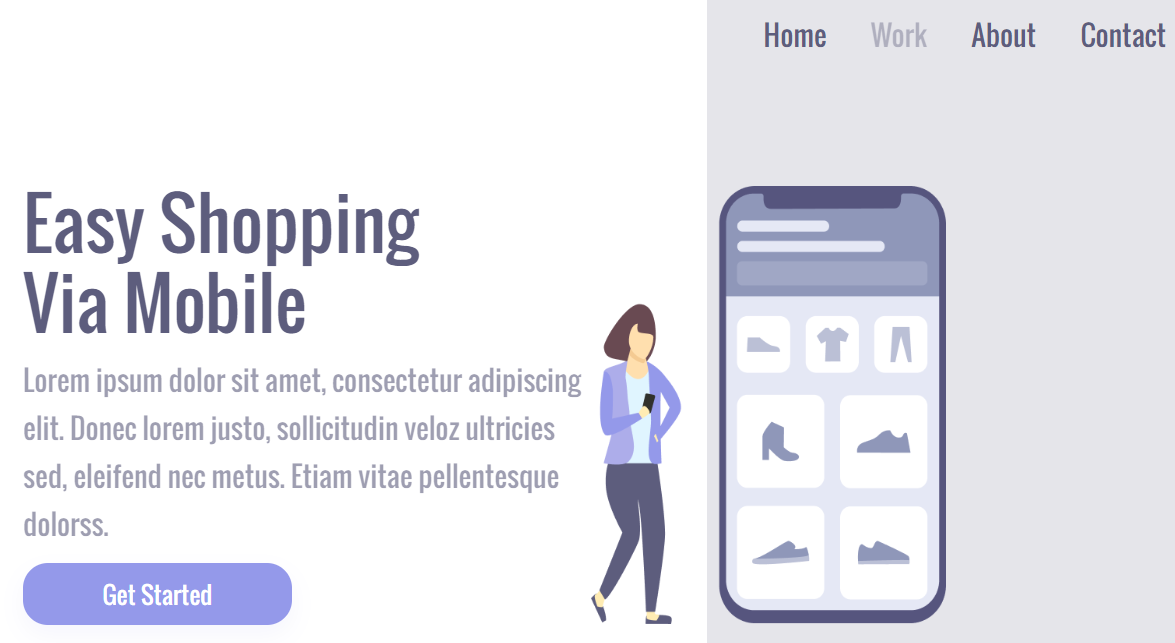 Home Work About Contact
Easy Shopping
Via Mobile
Lorem ipsum dolor sit amet, consectetur adipiscing
elit. Donec lorem justo, sollicitudin veloz ultricies
sed, eleifend nec metus. Etiam vitae pellentesque
dolorss.
Get Started